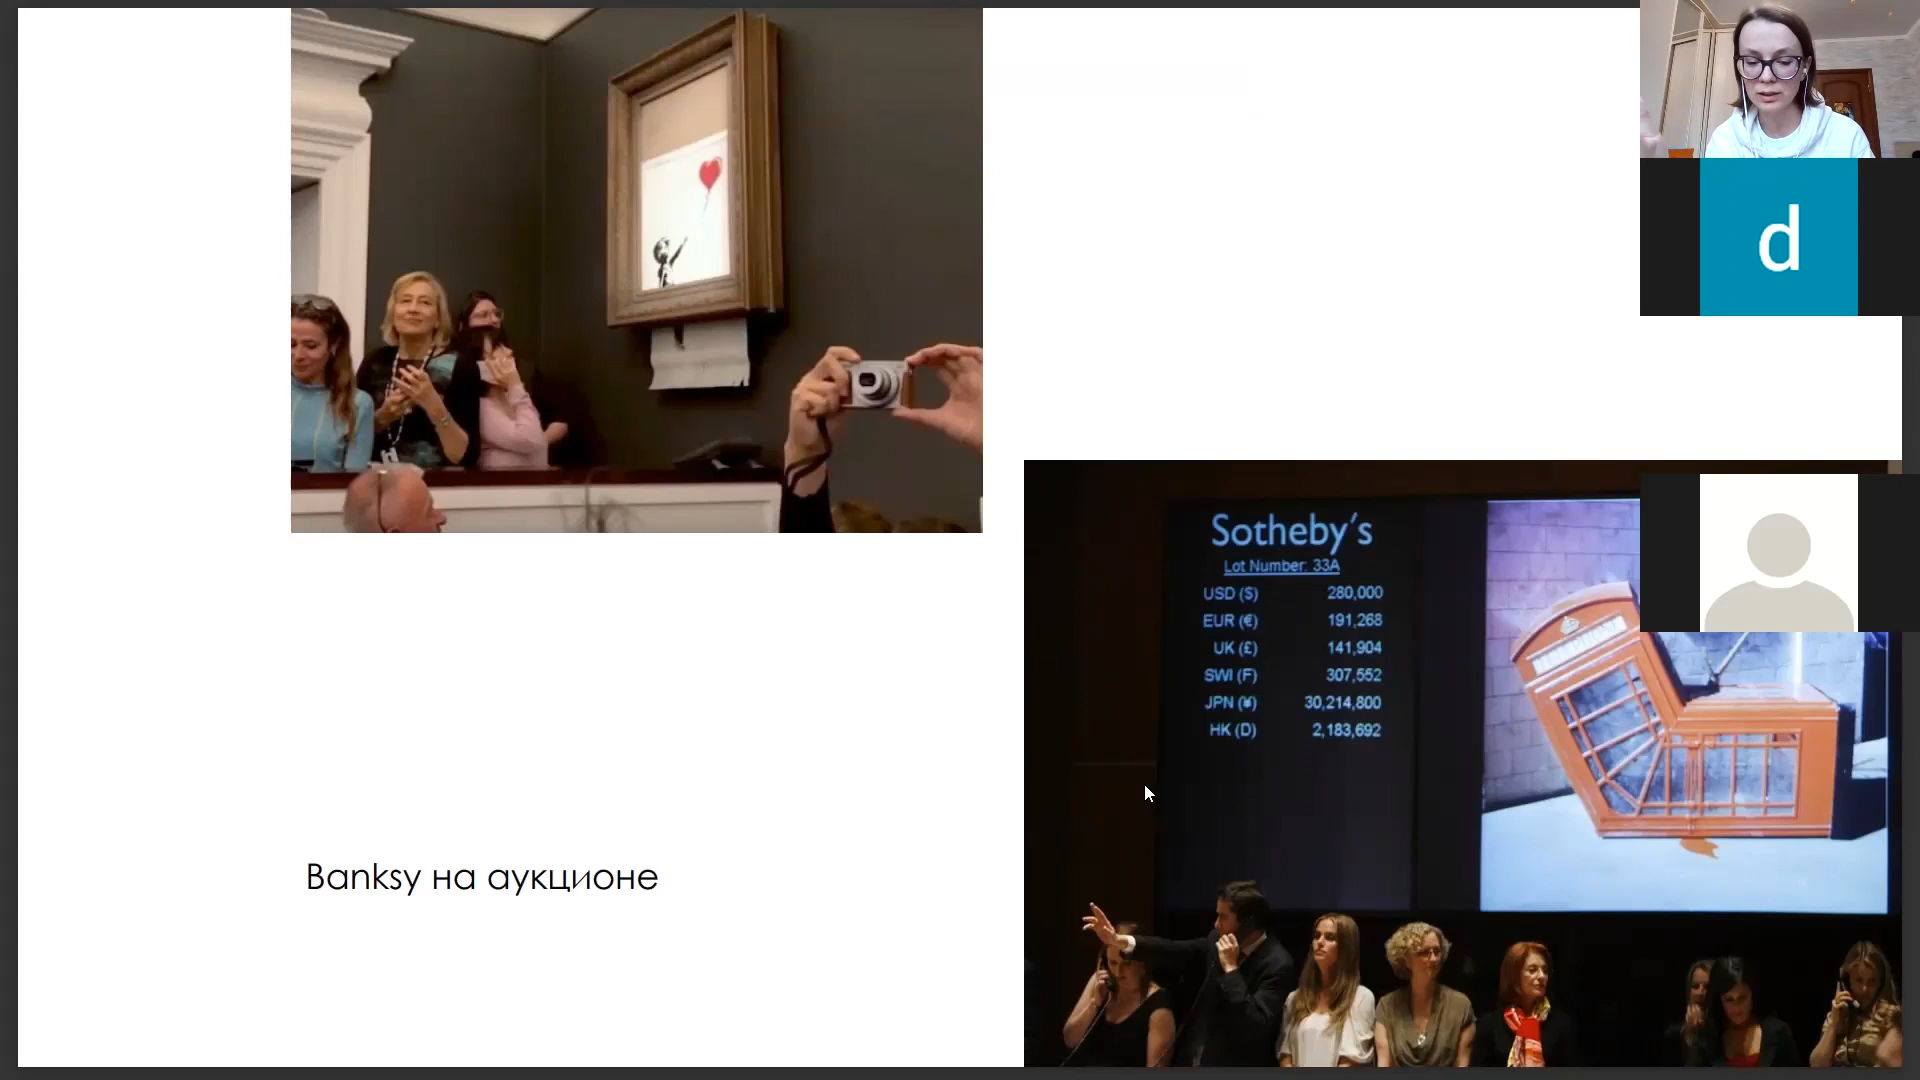 d
Sotheby's
Lot Number: 33A
USD ($) 280,000
EUR (€) 191,268
UK (£) 141,904
SWI (F) 307,552
JPN (¥) 30,214,800
HK (D) 2,183,692
Banksy на аукционе